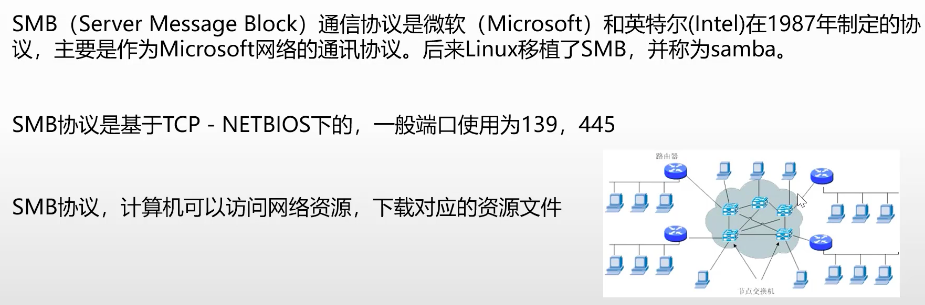 SMB（Server Message Block）通信协议是微软（Microsoft）和英特尔(Intel)在1987年制定的协
议，主要是作为Microsoft网络的通讯协议。后来Linux移植了SMB，并称为samba。
SMB协议是基于TCP - NETBIOS下的，一般端口使用为139，445
路由器
SMB协议，计算机可以访问网络资源，下载对应的资源文件
节点交换机